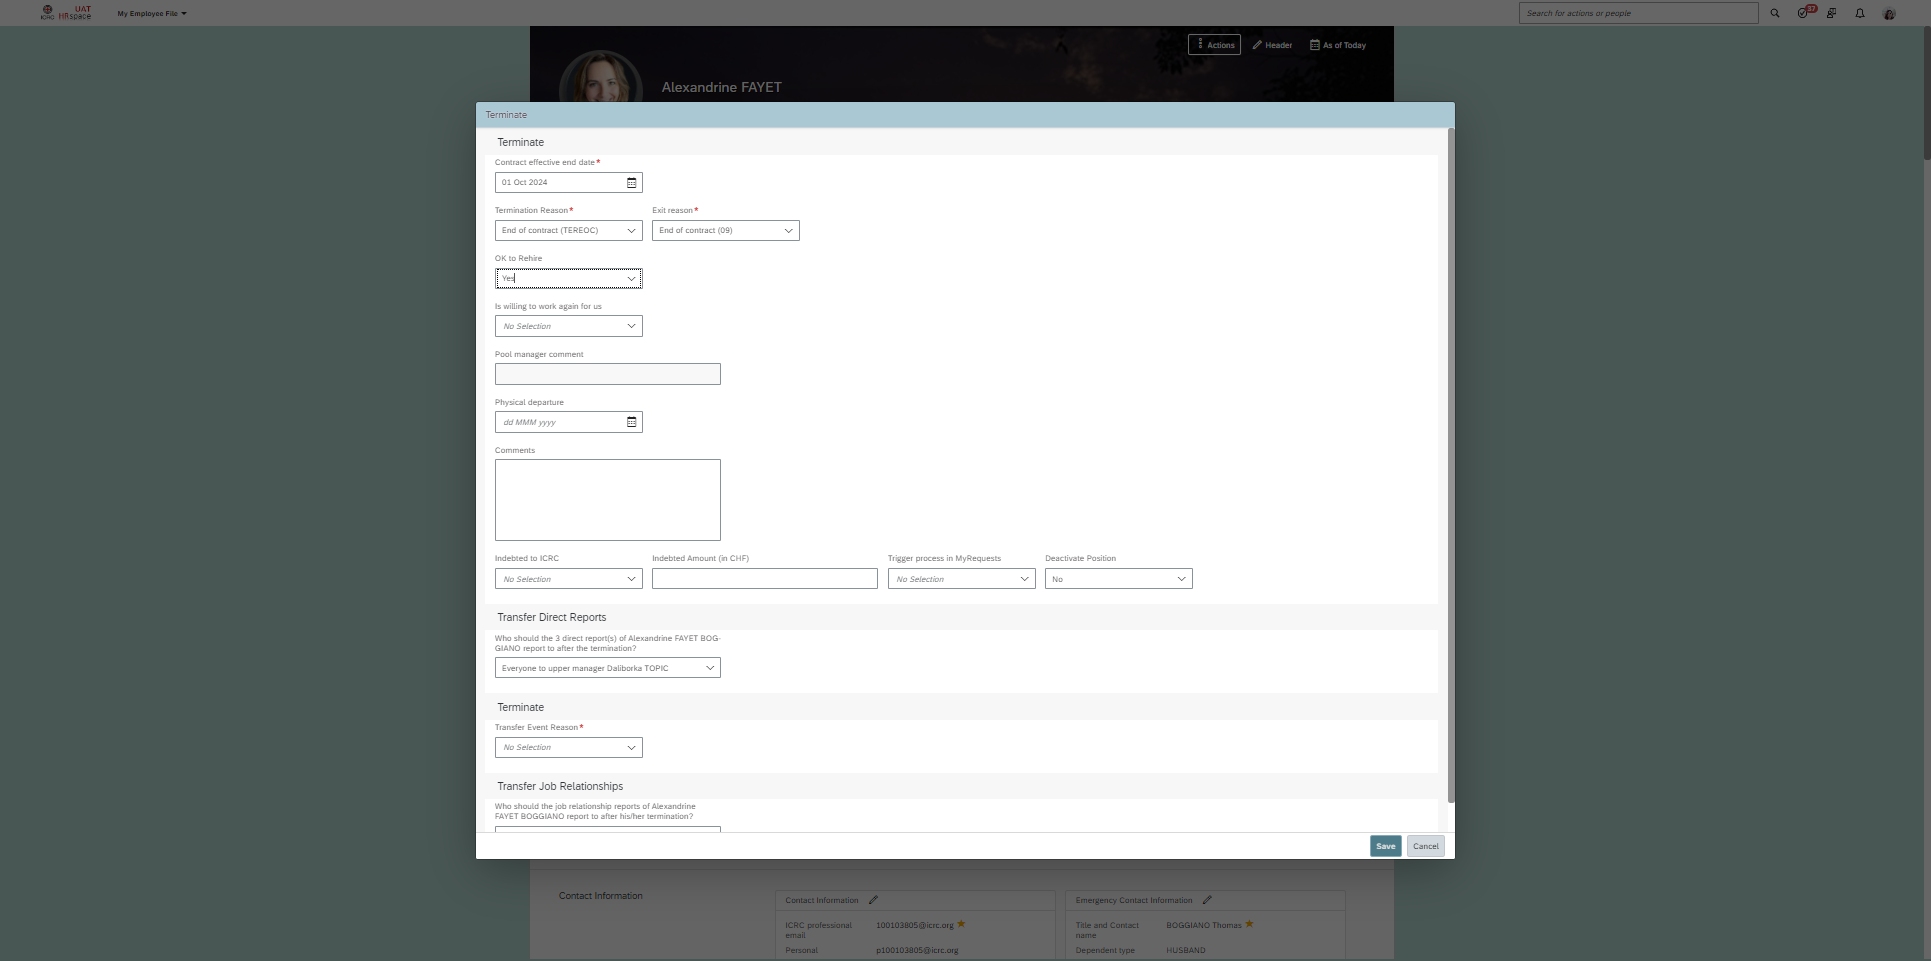 ICRC
UAT
HRspace
My Employee File
Search for actions or people
37
Actions
Header
As of Today
Alexandrine FAYET
Terminate
Terminate
Contract effective end date*
01 Oct 2024
Termination Reason* Exit reason*
End of contract (TEREOC) End of contract (09)
OK to Rehire
Yes
Is willing to work again for us
No Selection
Pool manager comment
Physical departure
dd MMM yyyy
Comments
Indebted to ICRC Indebted Amount (in CHF) Trigger process in MyRequests Deactivate Position
No Selection No Selection No
Transfer Direct Reports
Who should the 3 direct report(s) of Alexandrine FAYET BOG-
GIANO report to after the termination?
Everyone to upper manager Daliborka TOPIC
Terminate
Transfer Event Reason*
No Selection
Transfer Job Relationships
Who should the job relationship reports of Alexandrine
FAYET BOGGIANO report to after his/her termination?
Save Cancel
Contact Information
Contact Information
ICRC professional 100103805@icrc.org
email
Personal p100103805@icrc.org
Emergency Contact Information
Title and Contact BOGGIANO Thomas
name
Dependent type HUSBAND